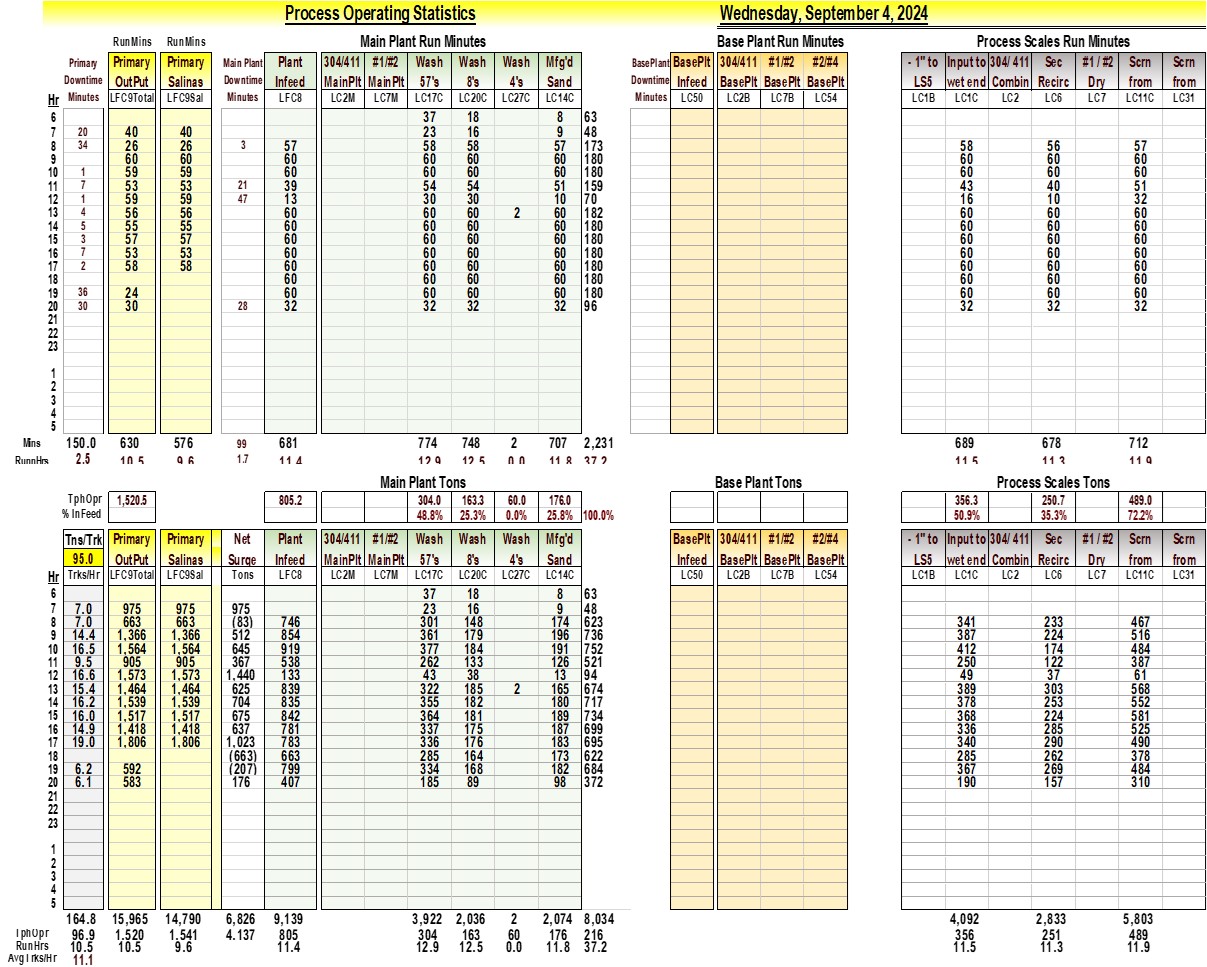 Process Operating Statistics Wednesday, September 4, 2024
RunMins RunMins Main Plant Run Minutes Base Plant Run Minutes Process Scales Run Minutes
Primary Primary Primary Main Plant Plant 304/411 #1/#2 Wash Wash Wash Mfg'd BasePlant BasePlt 304/411 #1/#2 #2/#4 - 1" to Input to 304/ 411 Sec #1 / #2 Scrn Scrn
Downtime OutPut Salinas Downtime Infeed MainPlt MainPlt 57's 8's 4's Sand Downtime Infeed BasePlt BasePlt BasePlt LS5 wet end Combin Recirc Dry from from
Hr Minutes LFC9Total LFC9Sal Minutes LFC8 LC2M LC7M LC17C LC20C LC27C LC14C Minutes LC50 LC2B LC7B LC54 LC1B LC1C LC2 LC6 LC7 LC11C LC31
6 37 18 8 63
7 20 40 40 23 16 9 48
8 34 26 26 3 57 58 58 57 173 58 56 57
9 60 60 60 60 60 60 180 60 60 60
10 1 59 59 60 60 60 60 180 60 60 60
11 7 53 53 21 39 54 54 51 159 43 40 51
12 1 59 59 47 13 30 30 10 70 16 10 32
13 4 56 56 60 60 60 2 60 182 60 60 60
14 5 55 55 60 60 60 60 180 60 60 60
15 3 57 57 60 60 60 60 180 60 60 60
16 7 53 53 60 60 60 60 180 60 60 60
17 2 58 58 60 60 60 60 180 60 60 60
18 60 60 60 60 180 60 60 60
19 36 24 60 60 60 60 180 60 60 60
20 30 30 28 32 32 32 32 96 32 32 32
21
22
23
1
2
3
4
5
Mins 150.0 630 576 99 681 774 748 2 707 2,231 689 678 712
RunnHrs 2.5 10.5 9.6 1.7 11.4 12.9 12.5 0.0 11.8 37.2 11.5 11.3 11.9
Main Plant Tons Base Plant Tons Process Scales Tons
TphOpr 1,520.5 805.2 304.0 163.3 60.0 176.0 356.3 250.7 489.0
% InFeed 48.8% 25.3% 0.0% 25.8% 100.0% 50.9% 35.3% 72.2%
Tns/Trk Primary Primary Net Plant 304/411 #1/#2 Wash Wash Wash Mfg'd BasePlt 304/411 #1/#2 #2/#4 - 1" to Input to 304/ 411 Sec #1 / #2 Scrn Scrn
95.0 OutPut Salinas Surge Infeed MainPlt MainPlt 57's 8's 4's Sand Infeed BasePlt BasePlt BasePlt LS5 wet end Combin Recirc Dry from from
Hr Trks/Hr LFC9Total LFC9Sal Tons LFC8 LC2M LC7M LC17C LC20C LC27C LC14C LC50 LC2B LC7B LC54 LC1B LC1C LC2 LC6 LC7 LC11C LC31
6 37 18 8 63
7 7.0 975 975 975 23 16 9 48
8 7.0 663 663 (83) 746 301 148 174 623 341 233 467
9 14.4 1,366 1,366 512 854 361 179 196 736 387 224 516
10 16.5 1,564 1,564 645 919 377 184 191 752 412 174 484
11 9.5 905 905 367 538 262 133 126 521 250 122 387
12 16.6 1,573 1,573 1,440 133 43 38 13 94 49 37 61
13 15.4 1,464 1,464 625 839 322 185 2 165 674 389 303 568
14 16.2 1,539 1,539 704 835 355 182 180 717 378 253 552
15 16.0 1,517 1,517 675 842 364 181 189 734 368 224 581
16 14.9 1,418 1,418 637 781 337 175 187 699 336 285 525
17 19.0 1,806 1,806 1,023 783 336 176 183 695 340 290 490
18 (663) 663 285 164 173 622 285 262 378
19 6.2 592 (207) 799 334 168 182 684 367 269 484
20 6.1 583 176 407 185 89 98 372 190 157 310
21
22
23
1
2
3
4
5
164.8 15,965 14,790 6,826 9,139 3,922 2,036 2 2,074 8,034 4,092 2,833 5,803
TphOpr 96.9 1,520 1,541 4.137 805 304 163 60 176 216 356 251 489
RunHrs 10.5 10.5 9.6 11.4 12.9 12.5 0.0 11.8 37.2 11.5 11.3 11.9
AvgTrks/Hr 11.1